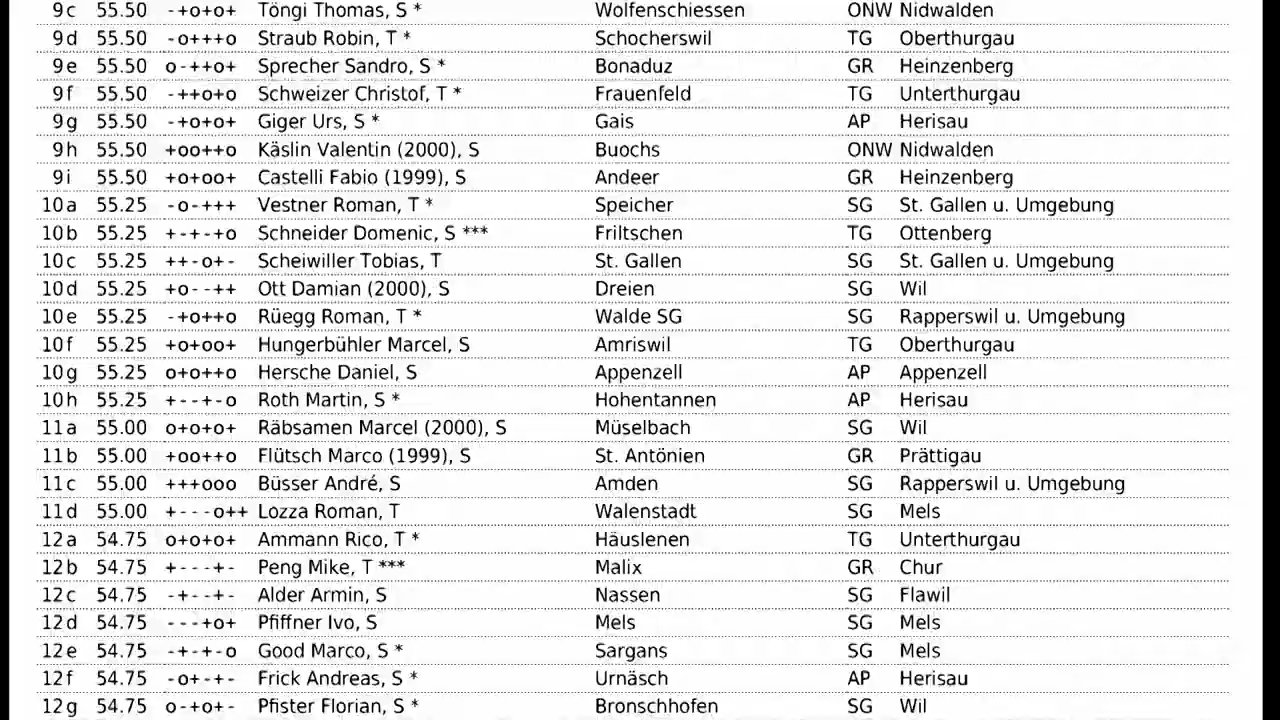 9c 55.50 -+o+o+ Töngi Thomas, S * Wolfenschiessen ONW Nidwalden
9d 55.50 -o+++o Straub Robin, T * Schocherswil TG Oberthurgau
9e 55.50 o-++o+ Sprecher Sandro, S * Bonaduz GR Heinzenberg
9f 55.50 -++o+o Schweizer Christof, T * Frauenfeld TG Unterthurgau
9g 55.50 -+o+o+ Giger Urs, S * Gais AP Herisau
9h 55.50 +oo++o Käslin Valentin (2000), S Buochs ONW Nidwalden
9i 55.50 +o+oo+ Castelli Fabio (1999), S Andeer GR Heinzenberg
10a 55.25 -o-+++ Vestner Roman, T * Speicher SG St. Gallen u. Umgebung
10b 55.25 +-+-+o Schneider Domenic, S *** Friltschen TG Ottenberg
10c 55.25 ++-o+- Scheiwiller Tobias, T St. Gallen SG St. Gallen u. Umgebung
10d 55.25 +o--++ Ott Damian (2000), S Dreien SG Wil
10e 55.25 -+o++o Rüegg Roman, T * Walde SG SG Rapperswil u. Umgebung
10f 55.25 +o+oo+ Hungerbühler Marcel, S Amriswil TG Oberthurgau
10g 55.25 o+o++o Hersche Daniel, S Appenzell AP Appenzell
10h 55.25 +--+-o Roth Martin, S * Hohentannen AP Herisau
11a 55.00 o+o+o+ Räbsamen Marcel (2000), S Müselbach SG Wil
11b 55.00 +oo++o Flütsch Marco (1999), S St. Antönien GR Prättigau
11c 55.00 +++ooo Büsser André, S Amden SG Rapperswil u. Umgebung
11d 55.00 +---o++ Lozza Roman, T Walenstadt SG Mels
12a 54.75 o+o+o+ Ammann Rico, T * Häuslenen TG Unterthurgau
12b 54.75 +---+- Peng Mike, T *** Malix GR Chur
12c 54.75 -+--+- Alder Armin, S Nassen SG Flawil
12d 54.75 ---+o+ Pfiffner Ivo, S Mels SG Mels
12e 54.75 -+-+-o Good Marco, S * Sargans SG Mels
12f 54.75 -o+-+- Frick Andreas, S * Urnäsch AP Herisau
12g 54.75 o-+o+- Pfister Florian, S * Bronschhofen SG Wil